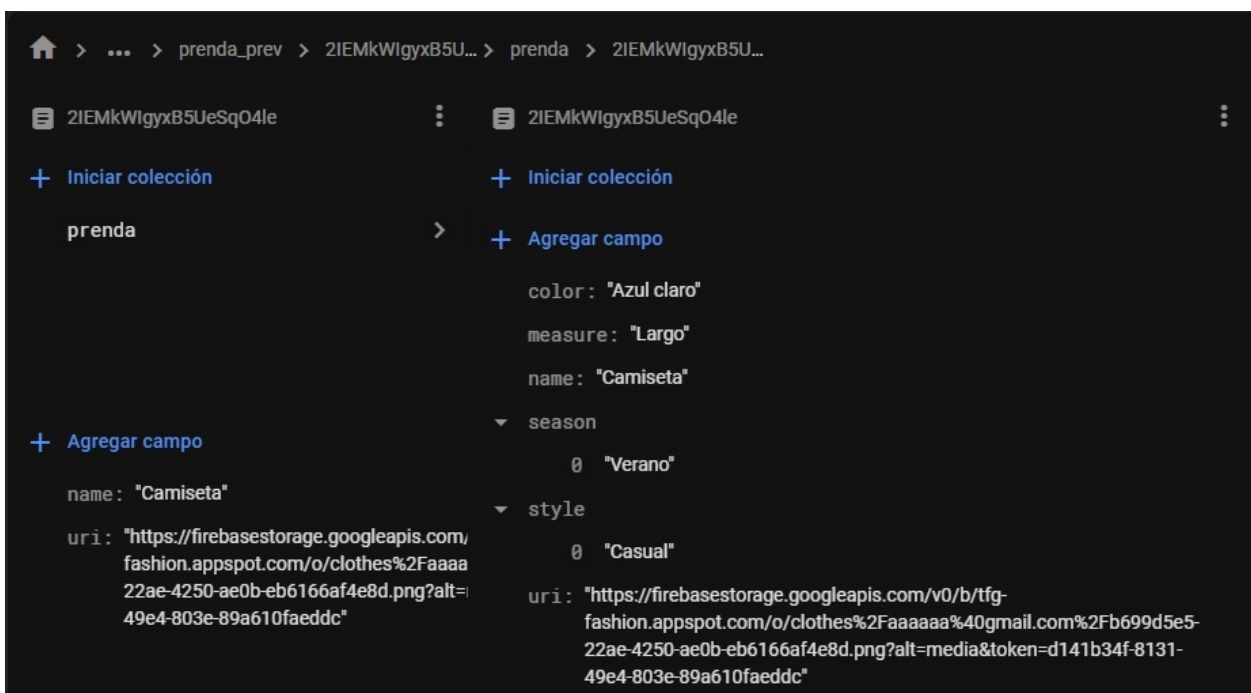 ... > prenda_prev > 2IEMkWIgyxB5U... > prenda > 2IEMkWIgyxB5U...
2IEMkWIgyxB5UeSqO4le
Iniciar colección
prenda
Agregar campo
name: "Camiseta"
uri: "https://firebasestorage.googleapis.com/
fashion.appspot.com/o/clothes%2Faaaa
22ae-4250-ae0b-eb6166af4e8d.png?alt=
49e4-803e-89a610faeddc"
2IEMkWIgyxB5UeSqO4le
Iniciar colección
Agregar campo
color: "Azul claro"
measure: "Largo"
name: "Camiseta"
season
0 "Verano"
style
0 "Casual"
uri: "https://firebasestorage.googleapis.com/v0/b/tfg-
fashion.appspot.com/o/clothes%2Faaaaaa%40gmail.com%2Fb699d5e5-
22ae-4250-ae0b-eb6166af4e8d.png?alt=media&token=d141b34f-8131-
49e4-803e-89a610faeddc"